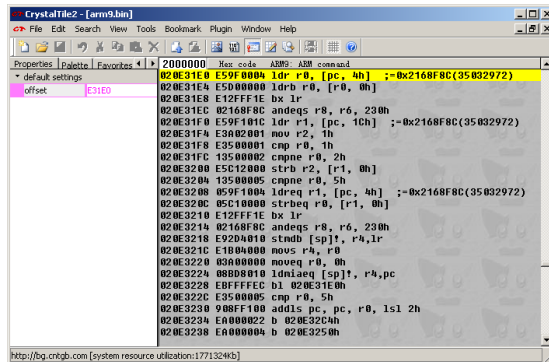 CrystalTile2 - [arm9.bin]
File Edit Search View Tools Bookmark Plugin Window Help
Properties Palette Favorites
default settings
offset E31E0
2000000 Hex code ARM9: ARM command
020E31E0 E59F0004 ldr r0, [pc, 4h] ;=0x2168F8C(35032972)
020E31E4 E5D00000 ldrb r0, [r0, 0h]
020E31E8 E12FFF1E bx lr
020E31EC 02168F8C andeqs r8, r6, 230h
020E31F0 E59F101C ldr r1, [pc, 1Ch] ;=0x2168F8C(35032972)
020E31F4 E3A02001 mov r2, 1h
020E31F8 E3500001 cmp r0, 1h
020E31FC 13500002 cmpne r0, 2h
020E3200 E5C12000 strb r2, [r1, 0h]
020E3204 13500005 cmpne r0, 5h
020E3208 059F1004 ldreq r1, [pc, 4h] ;=0x2168F8C(35032972)
020E320C 05C10000 strbeq r0, [r1, 0h]
020E3210 E12FFF1E bx lr
020E3214 02168F8C andeqs r8, r6, 230h
020E3218 E92D4010 stmdb [sp]!, r4,lr
020E321C E1B04000 movs r4, r0
020E3220 03A00000 moveq r0, 0h
020E3224 08BD8010 ldmiaeq [sp]!, r4,pc
020E3228 EBFFFFEC bl 020E31E0h
020E322C E3500005 cmp r0, 5h
020E3230 908FF100 addls pc, pc, r0, lsl 2h
020E3234 EA000022 b 020E32C4h
020E3238 EA000004 b 020E3250h
http://bg.cntgb.com [system resource utilization:1771324Kb]